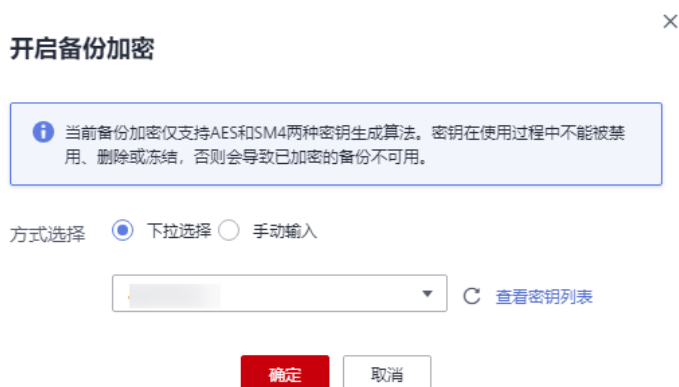 开启备份加密
当前备份加密仅支持AES和SM4两种密钥生成算法。密钥在使用过程中不能被禁
用、删除或冻结，否则会导致已加密的备份不可用。
方式选择 下拉选择 手动输入
查看密钥列表
确定 取消